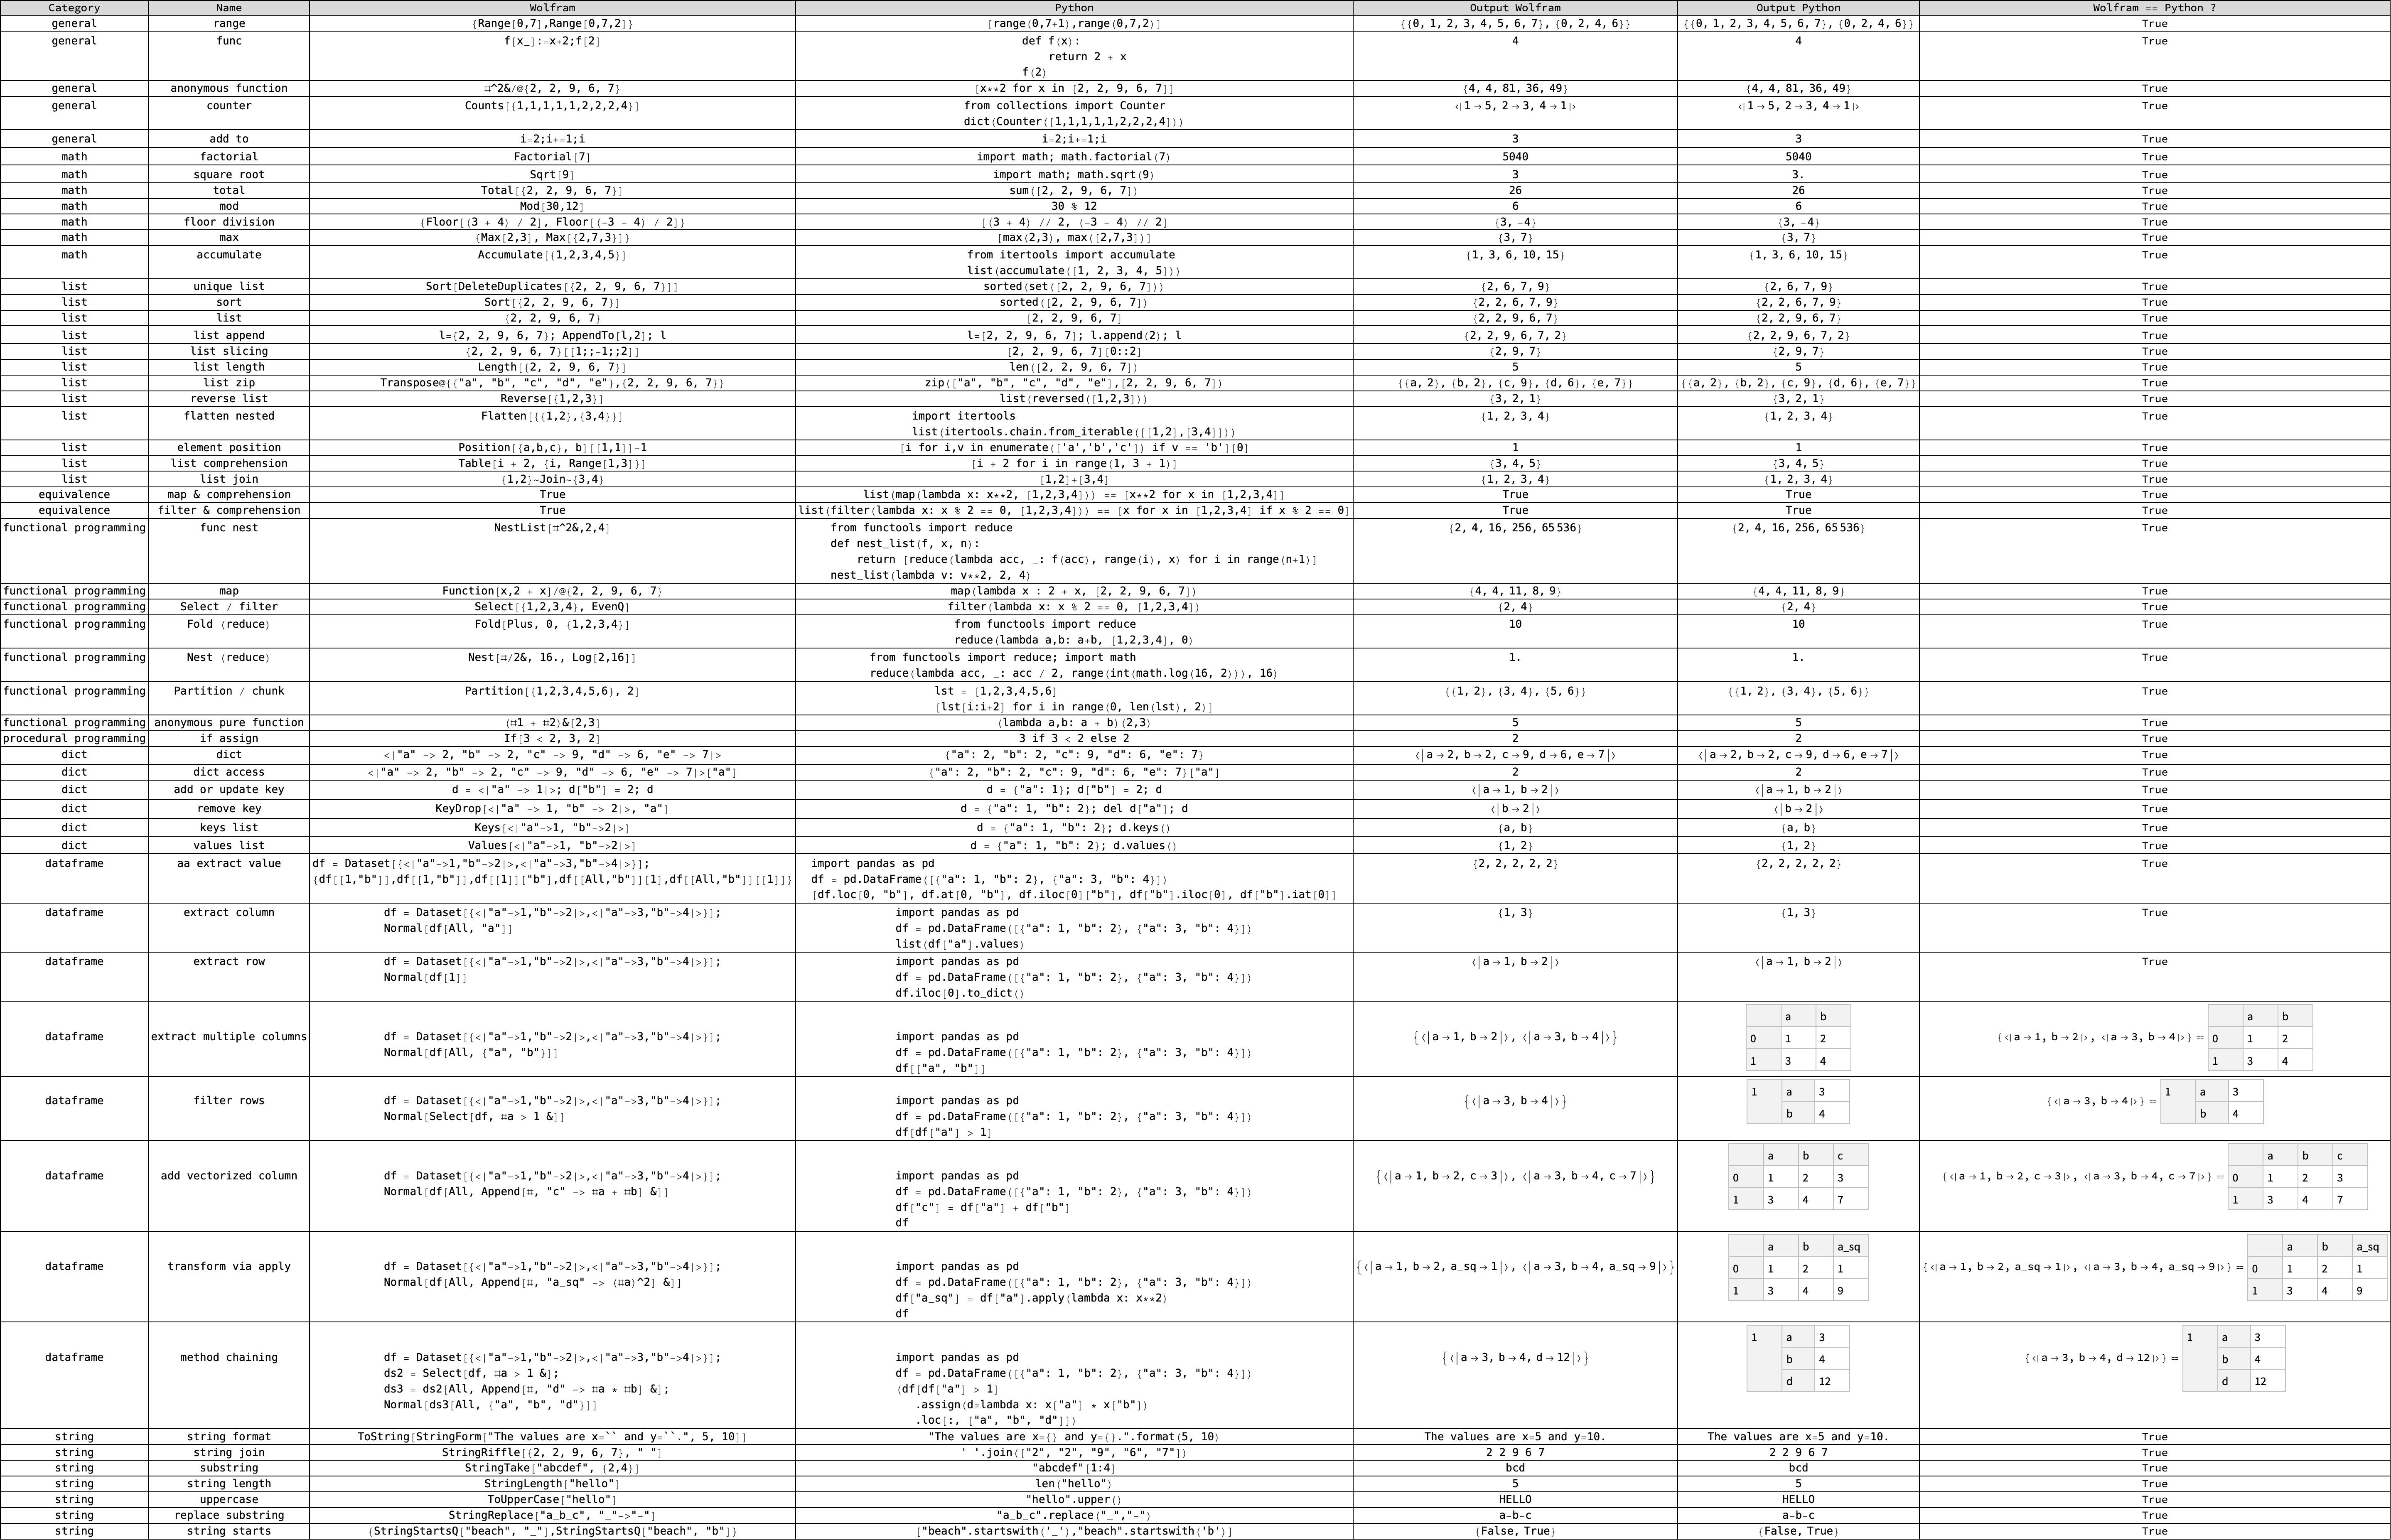 Category Name Wolfram Python Output Wolfram Output Python Wolfram == Python ?
general range {Range[0,7],Range[0,7,2]} [range(0,7+1),range(0,7,2)] {{0, 1, 2, 3, 4, 5, 6, 7}, {0, 2, 4, 6}} {{0, 1, 2, 3, 4, 5, 6, 7}, {0, 2, 4, 6}} True
general func f[x_]:=x+2;f[2] def f(x): 4 4 True
return 2 + x
f(2)
general anonymous function #^2&/@{2, 2, 9, 6, 7} [x**2 for x in [2, 2, 9, 6, 7]] {4, 4, 81, 36, 49} {4, 4, 81, 36, 49} True
general counter Counts[{1,1,1,1,1,2,2,2,4}] from collections import Counter <|1→5, 2→3, 4→1|> <|1→5, 2→3, 4→1|> True
dict(Counter([1,1,1,1,1,2,2,2,4]))
general add to i=2;i+=1;i i=2;i+=1;i 3 3 True
math factorial Factorial[7] import math; math.factorial(7) 5040 5040 True
math square root Sqrt[9] import math; math.sqrt(9) 3 3. True
math total Total[{2, 2, 9, 6, 7}] sum([2, 2, 9, 6, 7]) 26 26 True
math mod Mod[30,12] 30 % 12 6 6 True
math floor division {Floor[(3 + 4) / 2], Floor[(-3 - 4) / 2]} [(3 + 4) // 2, (-3 - 4) // 2] {3, -4} {3, -4} True
math max {Max[2,3], Max[{2,7,3}]} [max(2,3), max([2,7,3])] {3, 7} {3, 7} True
math accumulate Accumulate[{1,2,3,4,5}] from itertools import accumulate {1, 3, 6, 10, 15} {1, 3, 6, 10, 15} True
list(accumulate([1, 2, 3, 4, 5]))
list unique list Sort[DeleteDuplicates[{2, 2, 9, 6, 7}]] sorted(set([2, 2, 9, 6, 7])) {2, 6, 7, 9} {2, 6, 7, 9} True
list sort Sort[{2, 2, 9, 6, 7}] sorted([2, 2, 9, 6, 7]) {2, 2, 6, 7, 9} {2, 2, 6, 7, 9} True
list list {2, 2, 9, 6, 7} [2, 2, 9, 6, 7] {2, 2, 9, 6, 7} {2, 2, 9, 6, 7} True
list list append l={2, 2, 9, 6, 7}; AppendTo[l,2]; l l=[2, 2, 9, 6, 7]; l.append(2); l {2, 2, 9, 6, 7, 2} {2, 2, 9, 6, 7, 2} True
list list slicing {2, 2, 9, 6, 7}[[1;;-1;;2]] [2, 2, 9, 6, 7][0::2] {2, 9, 7} {2, 9, 7} True
list list length Length[{2, 2, 9, 6, 7}] len([2, 2, 9, 6, 7]) 5 5 True
list list zip Transpose@{{"a", "b", "c", "d", "e"},{2, 2, 9, 6, 7}} zip(["a", "b", "c", "d", "e"],[2, 2, 9, 6, 7]) {{a, 2}, {b, 2}, {c, 9}, {d, 6}, {e, 7}} {{a, 2}, {b, 2}, {c, 9}, {d, 6}, {e, 7}} True
list reverse list Reverse[{1,2,3}] list(reversed([1,2,3])) {3, 2, 1} {3, 2, 1} True
list flatten nested Flatten[{{1,2},{3,4}}] import itertools {1, 2, 3, 4} {1, 2, 3, 4} True
list(itertools.chain.from_iterable([[1,2],[3,4]]))
list element position Position[{a,b,c}, b][[1,1]]-1 [i for i,v in enumerate(['a','b','c']) if v == 'b'][0] 1 1 True
list list comprehension Table[i + 2, {i, Range[1,3]}] [i + 2 for i in range(1, 3 + 1)] {3, 4, 5} {3, 4, 5} True
list list join {1,2}~Join~{3,4} [1,2]+[3,4] {1, 2, 3, 4} {1, 2, 3, 4} True
equivalence map & comprehension True list(map(lambda x: x**2, [1,2,3,4])) == [x**2 for x in [1,2,3,4]] True True True
equivalence filter & comprehension True list(filter(lambda x: x % 2 == 0, [1,2,3,4])) == [x for x in [1,2,3,4] if x % 2 == 0] True True True
functional programming func nest NestList[#^2&,2,4] from functools import reduce {2, 4, 16, 256, 65 536} {2, 4, 16, 256, 65 536} True
def nest_list(f, x, n):
return [reduce(lambda acc, _: f(acc), range(i), x) for i in range(n+1)]
nest_list(lambda v: v**2, 2, 4)
functional programming map Function[x,2 + x]/@{2, 2, 9, 6, 7} map(lambda x : 2 + x, [2, 2, 9, 6, 7]) {4, 4, 11, 8, 9} {4, 4, 11, 8, 9} True
functional programming Select / filter Select[{1,2,3,4}, EvenQ] filter(lambda x: x % 2 == 0, [1,2,3,4]) {2, 4} {2, 4} True
functional programming Fold (reduce) Fold[Plus, 0, {1,2,3,4}] from functools import reduce 10 10 True
reduce(lambda a,b: a+b, [1,2,3,4], 0)
functional programming Nest (reduce) Nest[#/2&, 16., Log[2,16]] from functools import reduce; import math 1. 1. True
reduce(lambda acc, _: acc / 2, range(int(math.log(16, 2))), 16)
functional programming Partition / chunk Partition[{1,2,3,4,5,6}, 2] lst = [1,2,3,4,5,6] {{1, 2}, {3, 4}, {5, 6}} {{1, 2}, {3, 4}, {5, 6}} True
[lst[i:i+2] for i in range(0, len(lst), 2)]
functional programming anonymous pure function (#1 + #2)&[2,3] (lambda a,b: a + b)(2,3) 5 5 True
procedural programming if assign If[3 < 2, 3, 2] 3 if 3 < 2 else 2 2 2 True
dict dict <|"a" -> 2, "b" -> 2, "c" -> 9, "d" -> 6, "e" -> 7|> {"a": 2, "b": 2, "c": 9, "d": 6, "e": 7} <|a→2, b→2, c→9, d→6, e→7|> <|a→2, b→2, c→9, d→6, e→7|> True
dict dict access <|"a" -> 2, "b" -> 2, "c" -> 9, "d" -> 6, "e" -> 7|>["a"] {"a": 2, "b": 2, "c": 9, "d": 6, "e": 7}["a"] 2 2 True
dict add or update key d = <|"a" -> 1|>; d["b"] = 2; d d = {"a": 1}; d["b"] = 2; d <|a→1, b→2|> <|a→1, b→2|> True
dict remove key KeyDrop[<|"a" -> 1, "b" -> 2|>, "a"] d = {"a": 1, "b": 2}; del d["a"]; d <|b→2|> <|b→2|> True
dict keys list Keys[<|"a"->1, "b"->2|>] d = {"a": 1, "b": 2}; d.keys() {a, b} {a, b} True
dict values list Values[<|"a"->1, "b"->2|>] d = {"a": 1, "b": 2}; d.values() {1, 2} {1, 2} True
dataframe aa extract value df = Dataset[{<|"a"->1,"b"->2|>,<|"a"->3,"b"->4|>}]; import pandas as pd {2, 2, 2, 2, 2} {2, 2, 2, 2, 2} True
{df[[1,"b"]],df[[1,"b"]],df[[1]]["b"],df[[All,"b"]][1],df[[All,"b"]][[1]]} df = pd.DataFrame([{"a": 1, "b": 2}, {"a": 3, "b": 4}])
[df.loc[0, "b"], df.at[0, "b"], df.iloc[0]["b"], df["b"].iloc[0], df["b"].iat[0]]
dataframe extract column df = Dataset[{<|"a"->1,"b"->2|>,<|"a"->3,"b"->4|>}]; import pandas as pd {1, 3} {1, 3} True
Normal[df[All, "a"]] df = pd.DataFrame([{"a": 1, "b": 2}, {"a": 3, "b": 4}])
list(df["a"].values)
dataframe extract row df = Dataset[{<|"a"->1,"b"->2|>,<|"a"->3,"b"->4|>}]; import pandas as pd <|a→1, b→2|> <|a→1, b→2|> True
Normal[df[1]] df = pd.DataFrame([{"a": 1, "b": 2}, {"a": 3, "b": 4}])
df.iloc[0].to_dict()
a b a b
dataframe extract multiple columns df = Dataset[{<|"a"->1,"b"->2|>,<|"a"->3,"b"->4|>}]; import pandas as pd {<|a→1, b→2|>, <|a→3, b→4|>} 0 1 2 {<|a→1, b→2|>, <|a→3, b→4|>} == 0 1 2
Normal[df[All, {"a", "b"}]] df = pd.DataFrame([{"a": 1, "b": 2}, {"a": 3, "b": 4}]) 1 3 4 1 3 4
df[["a", "b"]]
1 a 3 1 a 3
dataframe filter rows df = Dataset[{<|"a"->1,"b"->2|>,<|"a"->3,"b"->4|>}]; import pandas as pd {<|a→3, b→4|>} {<|a→3, b→4|>} ==
Normal[Select[df, #a > 1 &]] df = pd.DataFrame([{"a": 1, "b": 2}, {"a": 3, "b": 4}]) b 4 b 4
df[df["a"] > 1]
a b c a b c
dataframe add vectorized column df = Dataset[{<|"a"->1,"b"->2|>,<|"a"->3,"b"->4|>}]; import pandas as pd {<|a→1, b→2, c→3|>, <|a→3, b→4, c→7|>} 0 1 2 3 {<|a→1, b→2, c→3|>, <|a→3, b→4, c→7|>} == 0 1 2 3
Normal[df[All, Append[#, "c" -> #a + #b] &]] df = pd.DataFrame([{"a": 1, "b": 2}, {"a": 3, "b": 4}]) 1 3 4 7 1 3 4 7
df["c"] = df["a"] + df["b"]
df
a b a_sq a b a_sq
dataframe transform via apply df = Dataset[{<|"a"->1,"b"->2|>,<|"a"->3,"b"->4|>}]; import pandas as pd {<|a→1, b→2, a_sq→1|>, <|a→3, b→4, a_sq→9|>} 0 1 2 1 {<|a→1, b→2, a_sq→1|>, <|a→3, b→4, a_sq→9|>} == 0 1 2 1
Normal[df[All, Append[#, "a_sq" -> (#a)^2] &]] df = pd.DataFrame([{"a": 1, "b": 2}, {"a": 3, "b": 4}]) 1 3 4 9 1 3 4 9
df["a_sq"] = df["a"].apply(lambda x: x**2)
df
1 a 3 1 a 3
dataframe method chaining df = Dataset[{<|"a"->1,"b"->2|>,<|"a"->3,"b"->4|>}]; import pandas as pd {<|a→3, b→4, d→12|>} b 4 {<|a→3, b→4, d→12|>} == b 4
ds2 = Select[df, #a > 1 &]; df = pd.DataFrame([{"a": 1, "b": 2}, {"a": 3, "b": 4}]) d 12 d 12
ds3 = ds2[All, Append[#, "d" -> #a * #b] &]; (df[df["a"] > 1]
Normal[ds3[All, {"a", "b", "d"}]] .assign(d=lambda x: x["a"] * x["b"])
.loc[:, ["a", "b", "d"]])
string string format ToString[StringForm["The values are x=`` and y=``.", 5, 10]] "The values are x={} and y={}.".format(5, 10) The values are x=5 and y=10. The values are x=5 and y=10. True
string string join StringRiffle[{2, 2, 9, 6, 7}, " "] ' '.join(["2", "2", "9", "6", "7"]) 2 2 9 6 7 2 2 9 6 7 True
string substring StringTake["abcdef", {2,4}] "abcdef"[1:4] bcd bcd True
string string length StringLength["hello"] len("hello") 5 5 True
string uppercase ToUpperCase["hello"] "hello".upper() HELLO HELLO True
string replace substring StringReplace["a_b_c", "_"->"-"] "a_b_c".replace("_","-") a-b-c a-b-c True
string string starts {StringStartsQ["beach", "_"],StringStartsQ["beach", "b"]} ["beach".startswith('_'),"beach".startswith('b')] {False, True} {False, True} True